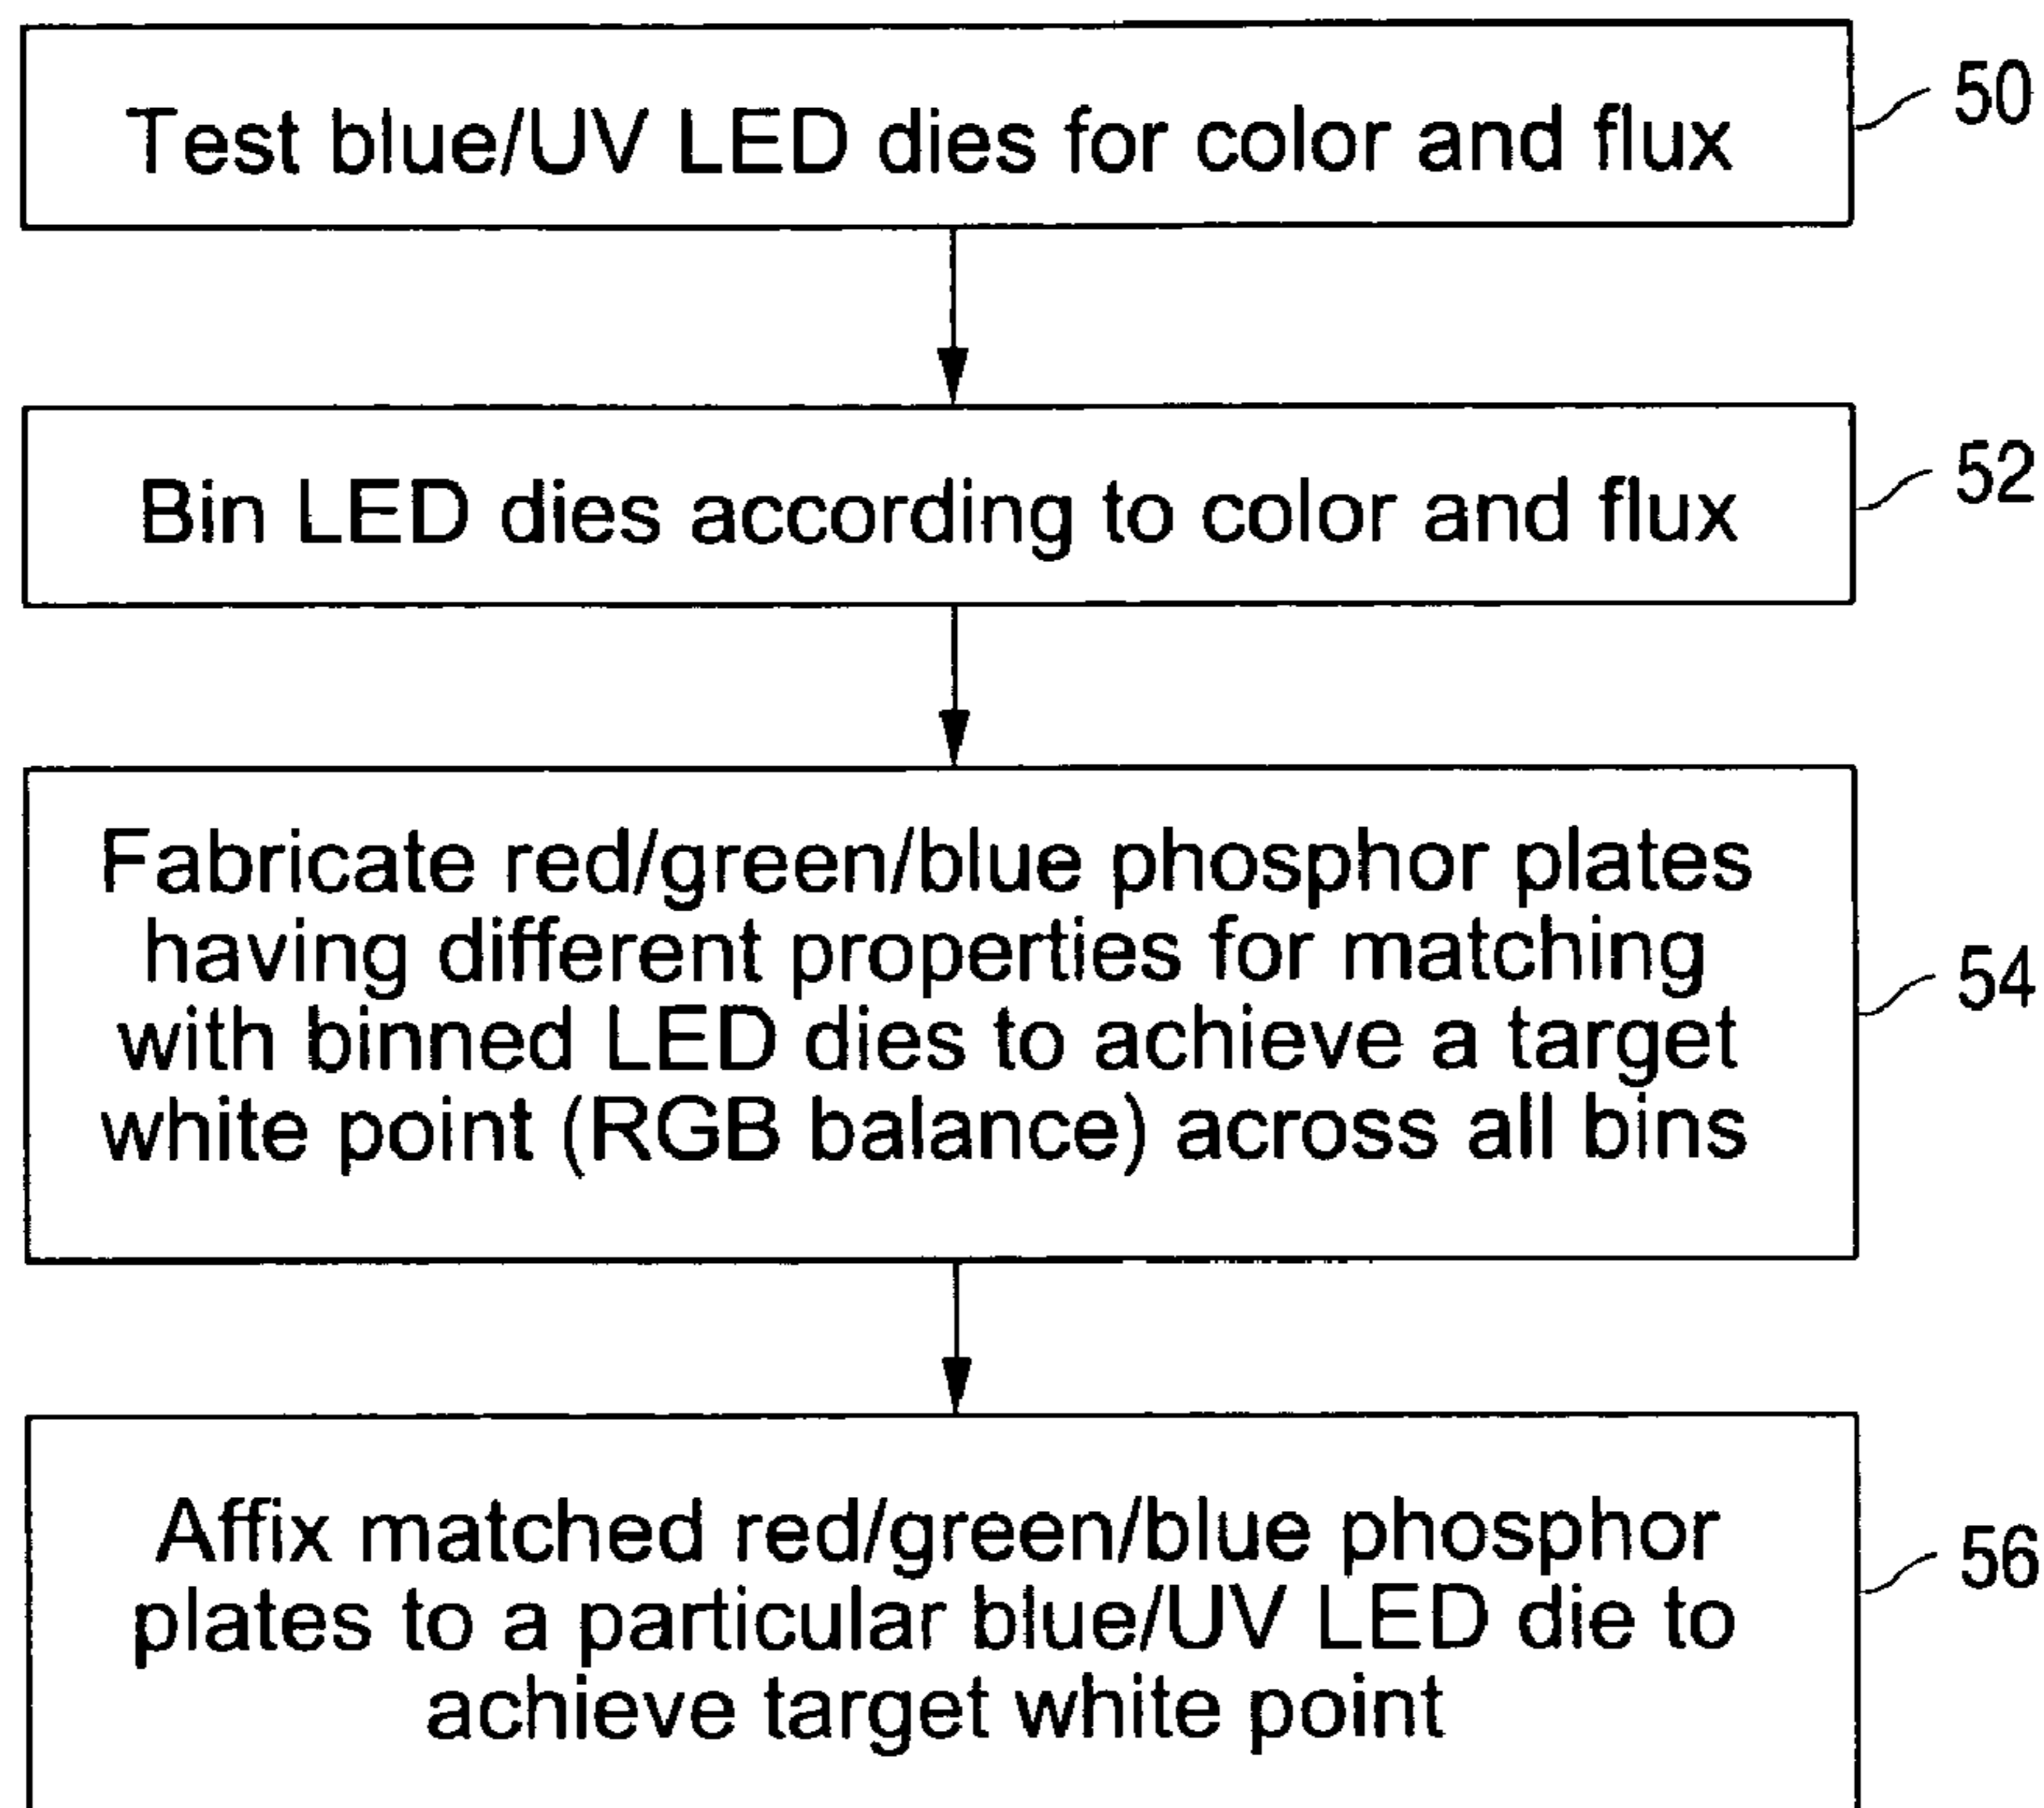 Test blue/UV LED dies for color and flux
50
Bin LED dies according to color and flux
52
Fabricate red/green/blue phosphor plates
having different properties for matching
with binned LED dies to achieve a target
white point (RGB balance) across all bins
54
Affix matched red/green/blue phosphor
plates to a particular blue/UV LED die to
achieve target white point
56